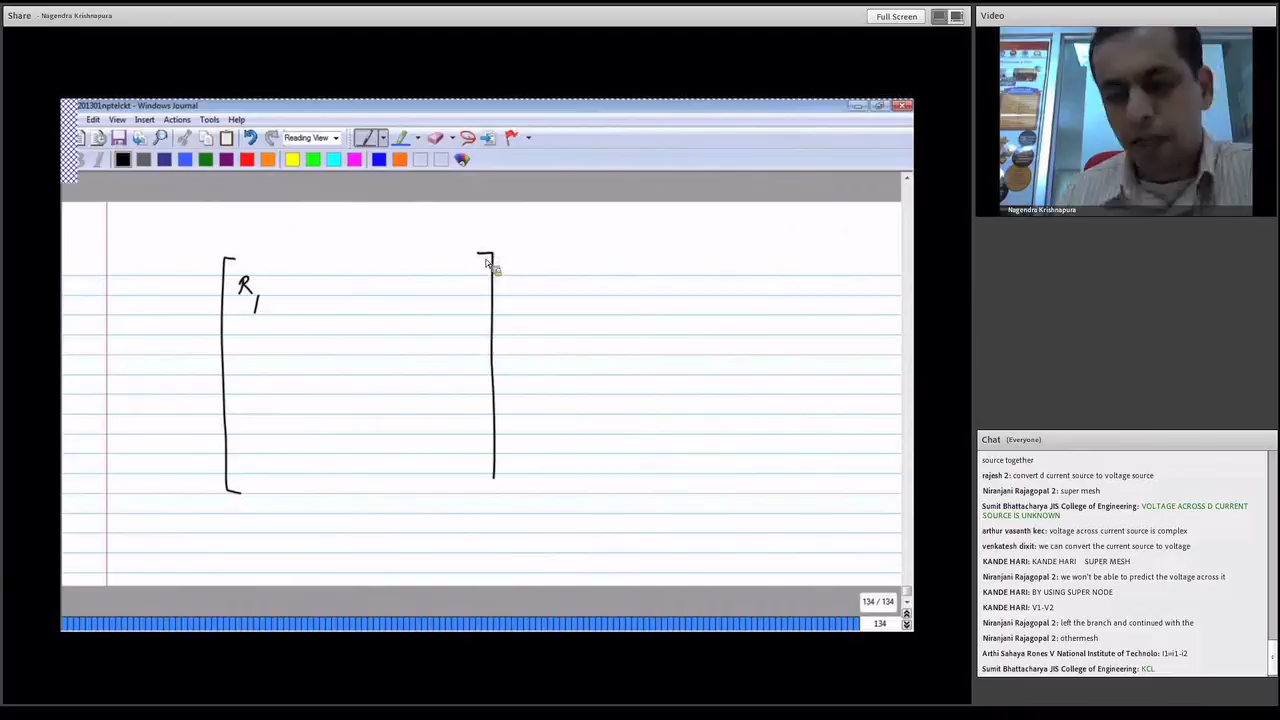 Share - Nagendra Krishnapura
Full Screen
Video
201301nptelckt - Windows Journal
Edit View Insert Actions Tools Help
Reading View
R1
134 / 134
134
Nagendra Krishnapura
Chat (Everyone)
source together
rajesh 2: convert d current source to voltage source
Niranjani Rajagopal 2: super mesh
Sumit Bhattacharya JIS College of Engineering: VOLTAGE ACROSS D CURRENT
SOURCE IS UNKNOWN
arthur vasanth kec: voltage across current source is complex
venkatesh dixit: we can convert the current source to voltage
KANDE HARI: KANDE HARI SUPER MESH
Niranjani Rajagopal 2: we won't be able to predict the voltage across it
KANDE HARI: BY USING SUPER NODE
KANDE HARI: V1-V2
Niranjani Rajagopal 2: left the branch and continued with the
Niranjani Rajagopal 2: othermesh
Arthi Sahaya Rones V National Institute of Technolo: I1=i1-i2
Sumit Bhattacharya JIS College of Engineering: KCL